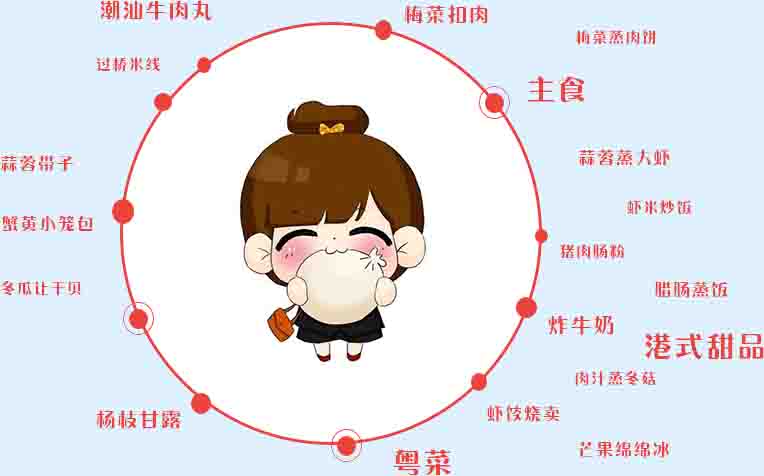 潮汕牛肉丸
梅菜扣肉
梅菜蒸肉饼
过桥米线
主食
蒜蓉带子
蒜蓉蒸大虾
虾米炒饭
蟹黄小笼包
猪肉肠粉
冬瓜让干贝
腊肠蒸饭
炸牛奶
港式甜品
肉汁蒸冬菇
杨枝甘露
虾饺烧卖
粤菜
芒果绵绵冰